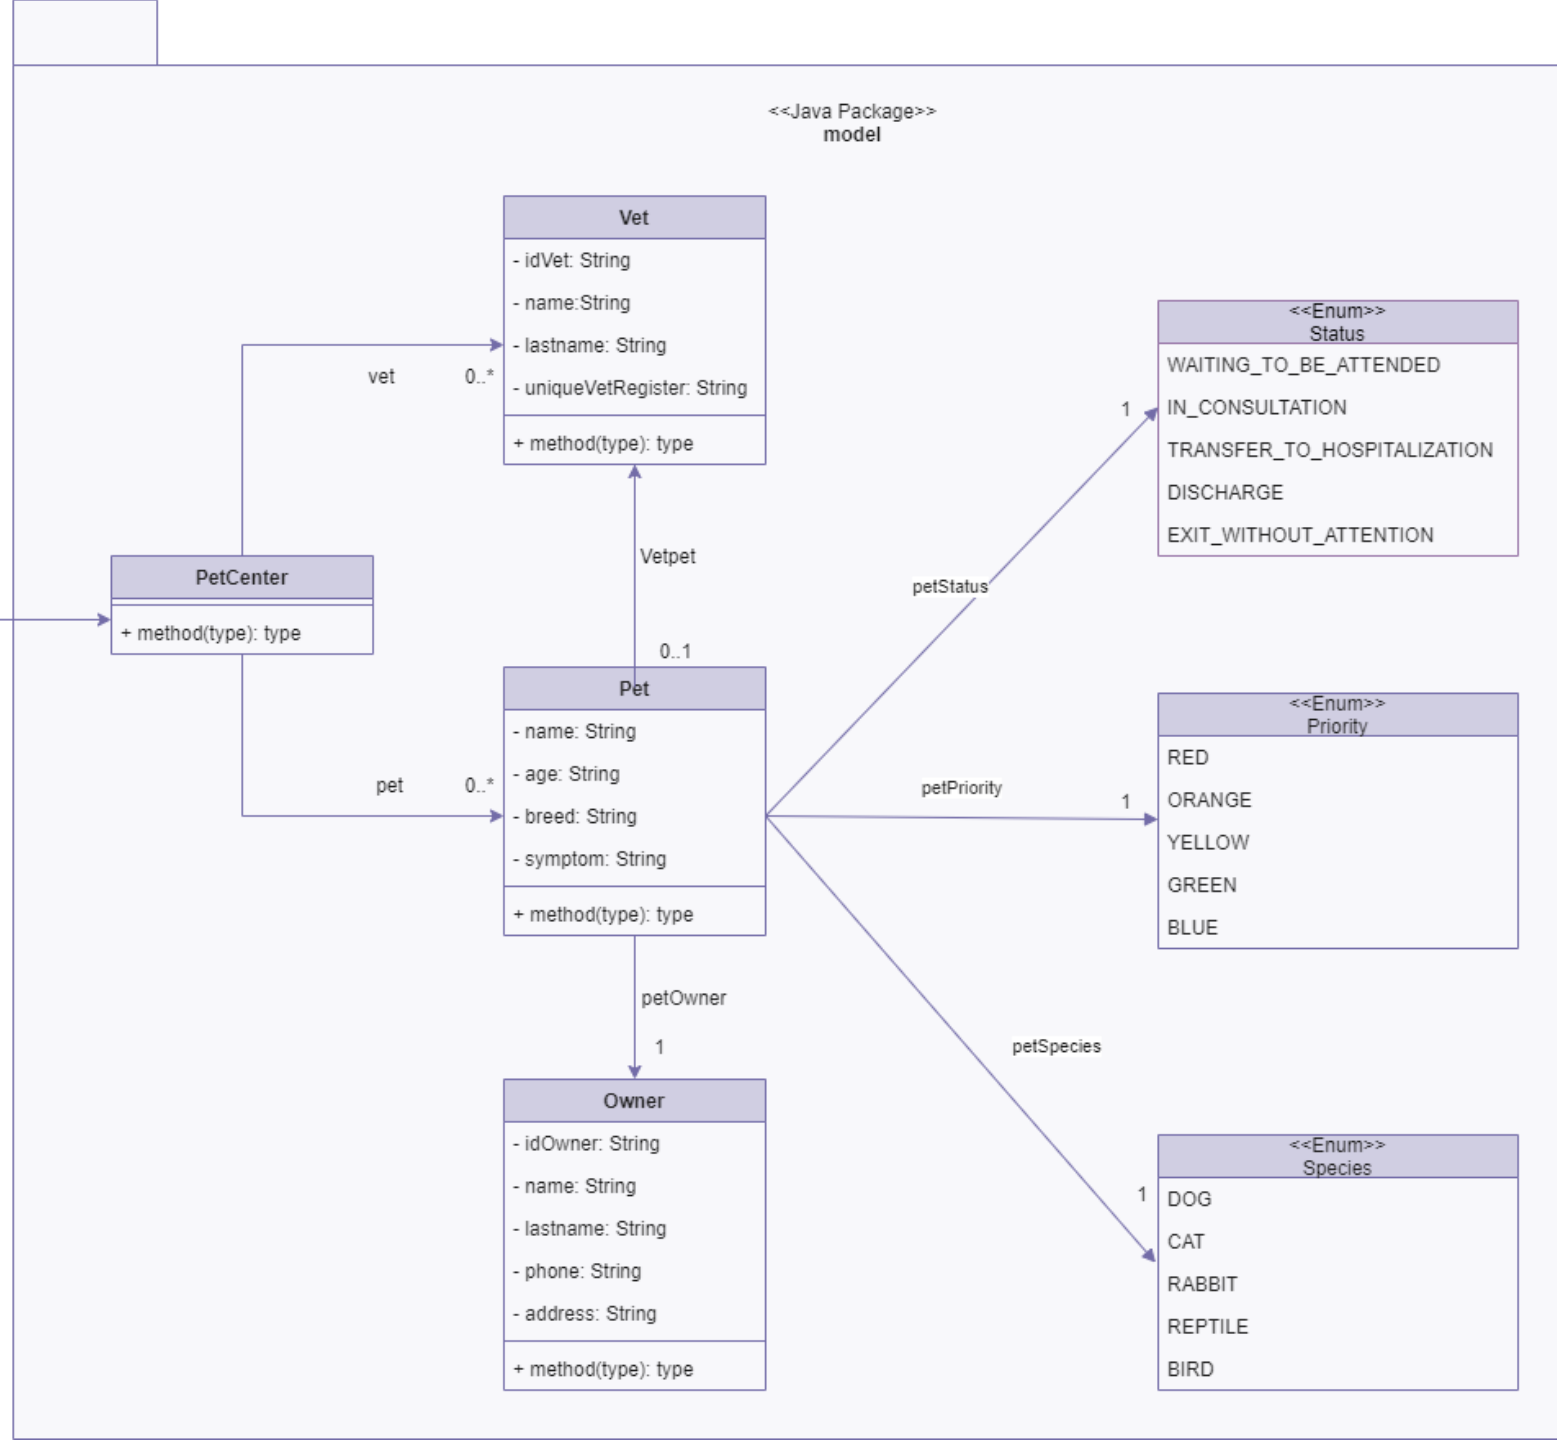 <<Java Package>>
model
Vet
- idVet: String
- name:String
- lastname: String
- uniqueVetRegister: String
+ method(type): type
vet
0..*
<<Enum>>
Status
WAITING_TO_BE_ATTENDED
IN_CONSULTATION
TRANSFER_TO_HOSPITALIZATION
DISCHARGE
EXIT_WITHOUT_ATTENTION
1
petStatus
Vetpet
0..1
PetCenter
+ method(type): type
pet
0..*
Pet
- name: String
- age: String
- breed: String
- symptom: String
+ method(type): type
petPriority
1
<<Enum>>
Priority
RED
ORANGE
YELLOW
GREEN
BLUE
petOwner
1
petSpecies
1
Owner
- idOwner: String
- name: String
- lastname: String
- phone: String
- address: String
+ method(type): type
<<Enum>>
Species
DOG
CAT
RABBIT
REPTILE
BIRD